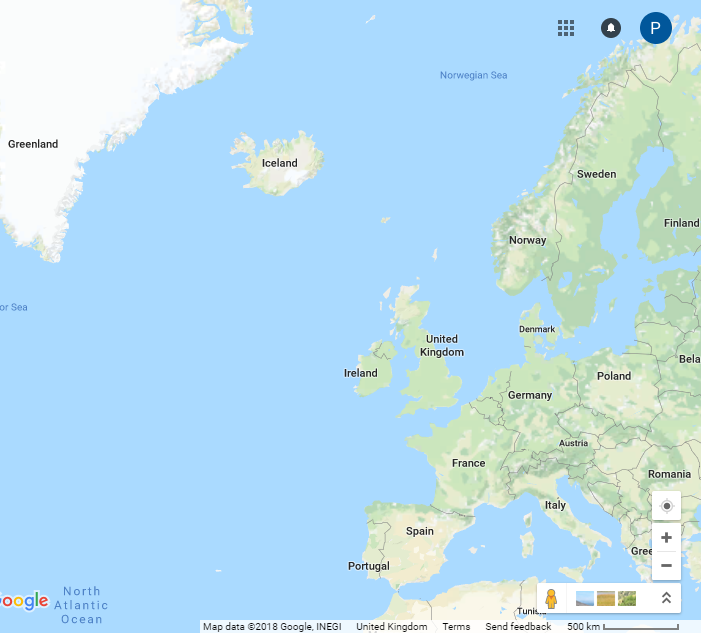 P
Norwegian Sea
Greenland
Iceland
Sweden
Finland
Norway
or Sea
Denmark
United
Kingdom
Bela
Ireland
Poland
Germany
Austria
France
Romania
Italy
Spain
Gree
Portugal
North
Atlantic
Ocean
oogle
Tunis
Map data ©2018 Google, INEGI United Kingdom Terms Send feedback 500 km